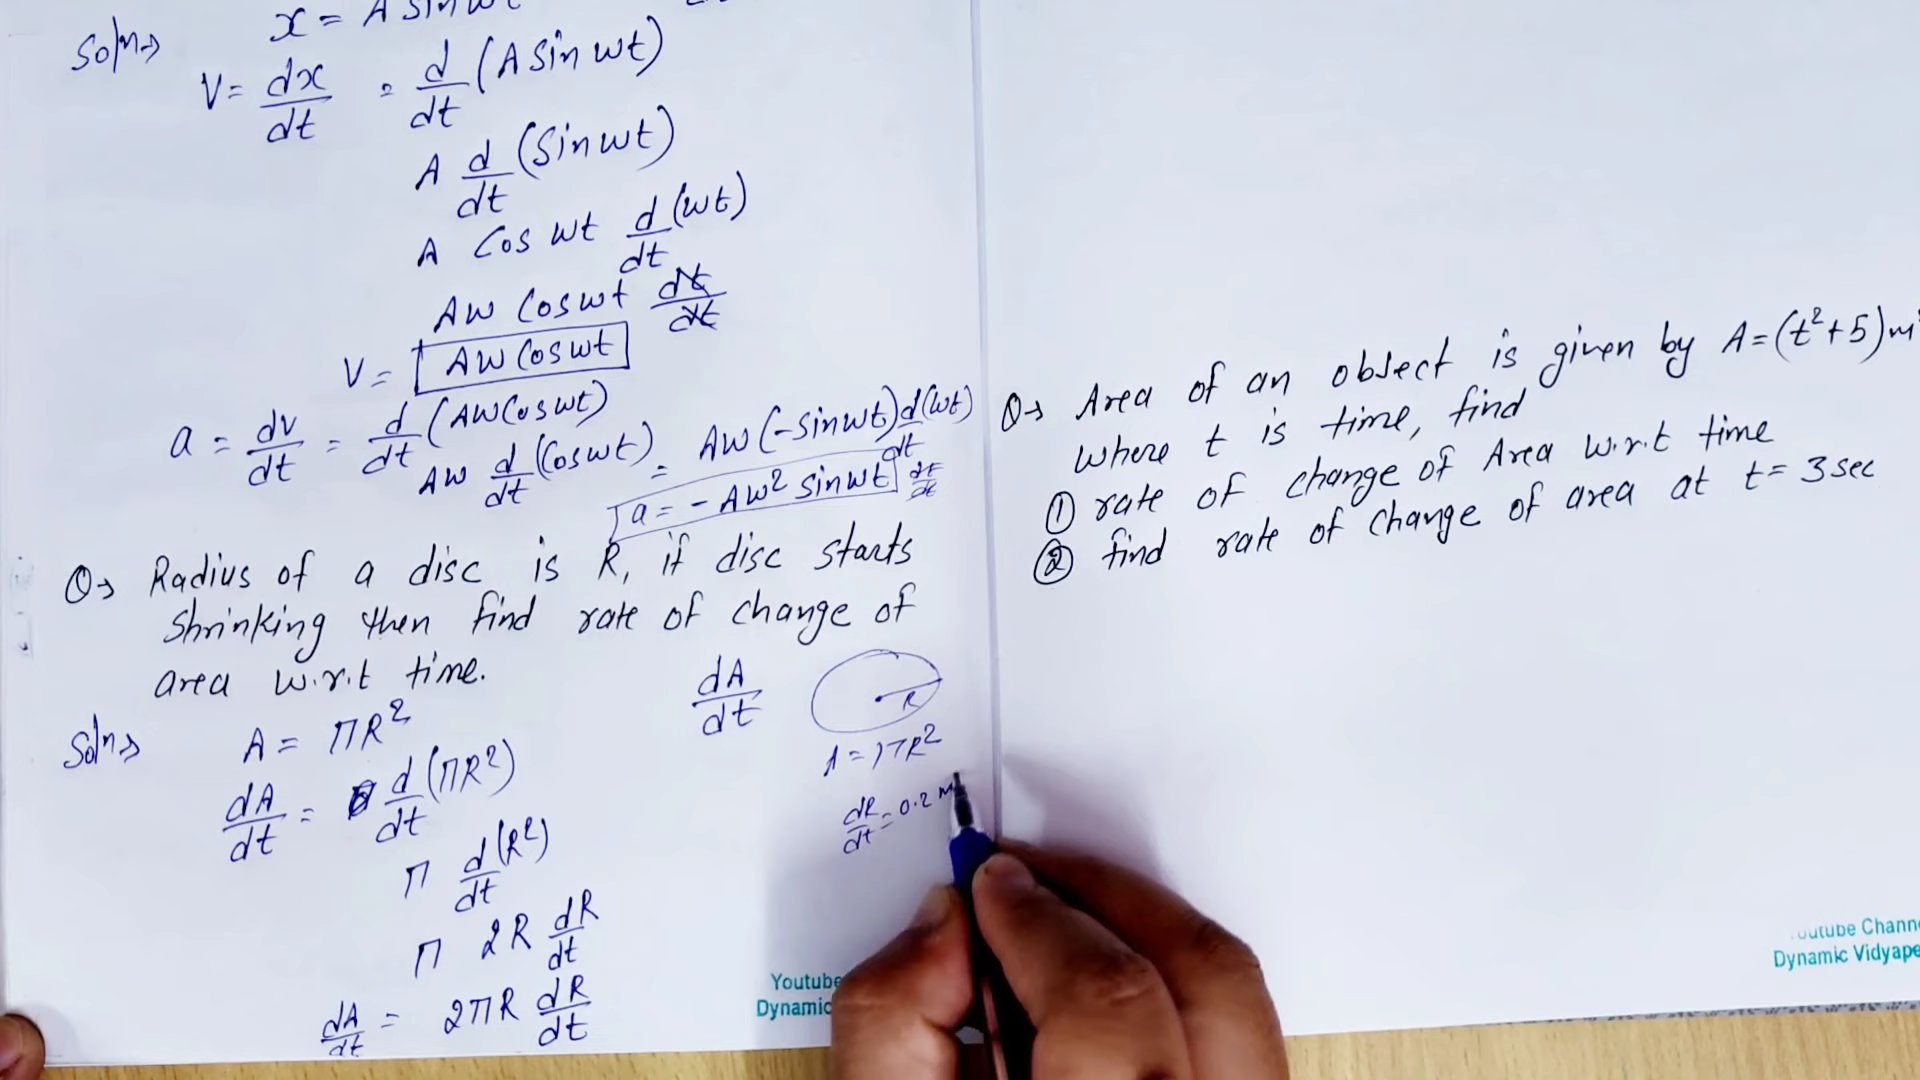 Soln→
x = A sin wt
V = dx/dt = d/dt (A sin wt)
A d/dt (sin wt)
A Cos wt d/dt (wt)
Aw Cos wt dt/dt
V = Aw Cos wt
a = dv/dt = d/dt (Aw Cos wt)
Aw d/dt (Cos wt) = Aw (-sin wt) d(wt)/dt
a = - Aw² sin wt dt/dt
Q→ Radius of a disc is R, if disc starts
shrinking then find rate of change of
area w.r.t time.
Soln→ A = πR²
dA/dt = d/dt (πR²)
π d/dt (R²)
π 2R dR/dt
dA/dt = 2πR dR/dt
dA/dt
R
A = πR²
dR/dt = 0.2 m
Youtube
Dynamic
Q→ Area of an object is given by A = (t² + 5) m
where t is time, find
① rate of change of Area w.r.t time
② find rate of change of area at t = 3 sec
outube Chann
Dynamic Vidyape